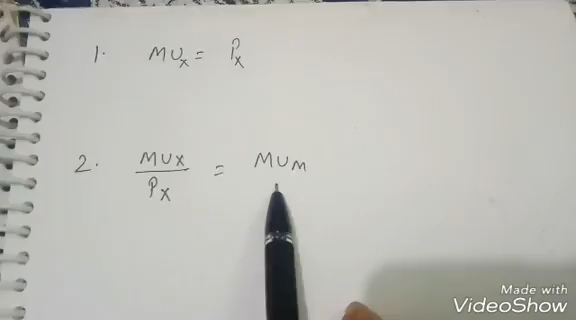 1. MUx = Px
2. MUx / Px = MUM
Made with
VideoShow